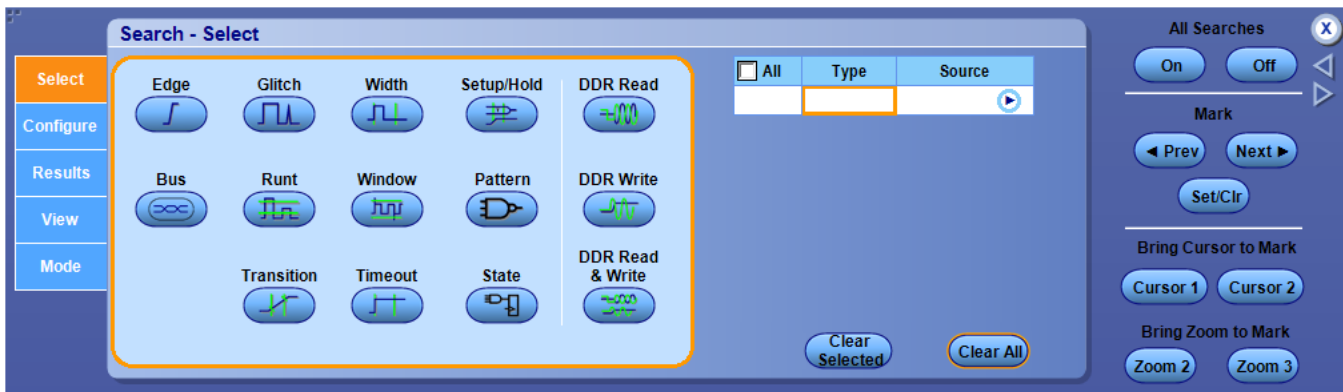 Search - Select
Select
Configure
Results
View
Mode
Edge
Glitch
Width
Setup/Hold
DDR Read
Bus
Runt
Window
Pattern
DDR Write
Transition
Timeout
State
DDR Read
& Write
All
Type
Source
Clear
Selected
Clear All
All Searches
X
On
Off
Mark
◄ Prev
Next ►
Set/Clr
Bring Cursor to Mark
Cursor 1
Cursor 2
Bring Zoom to Mark
Zoom 2
Zoom 3